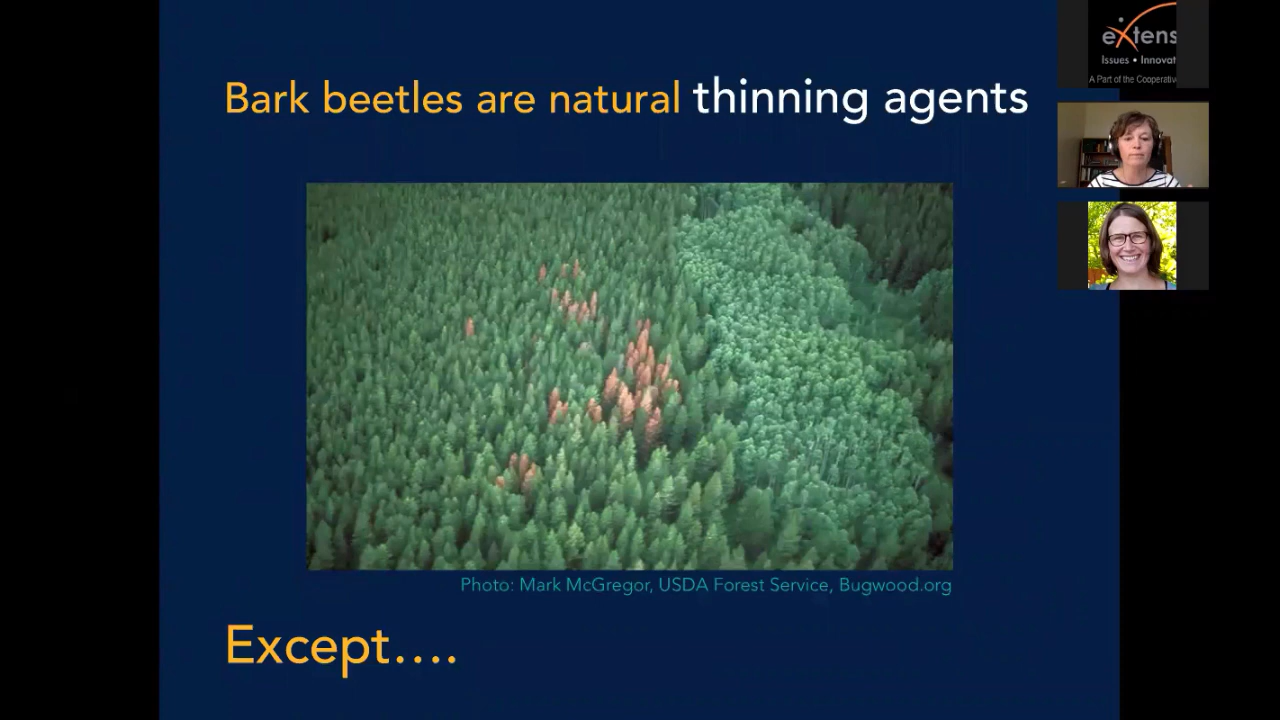 Bark beetles are natural thinning agents
Photo: Mark McGregor, USDA Forest Service, Bugwood.org
Except….
eXtens
Issues • Innovat
A Part of the Cooperativ